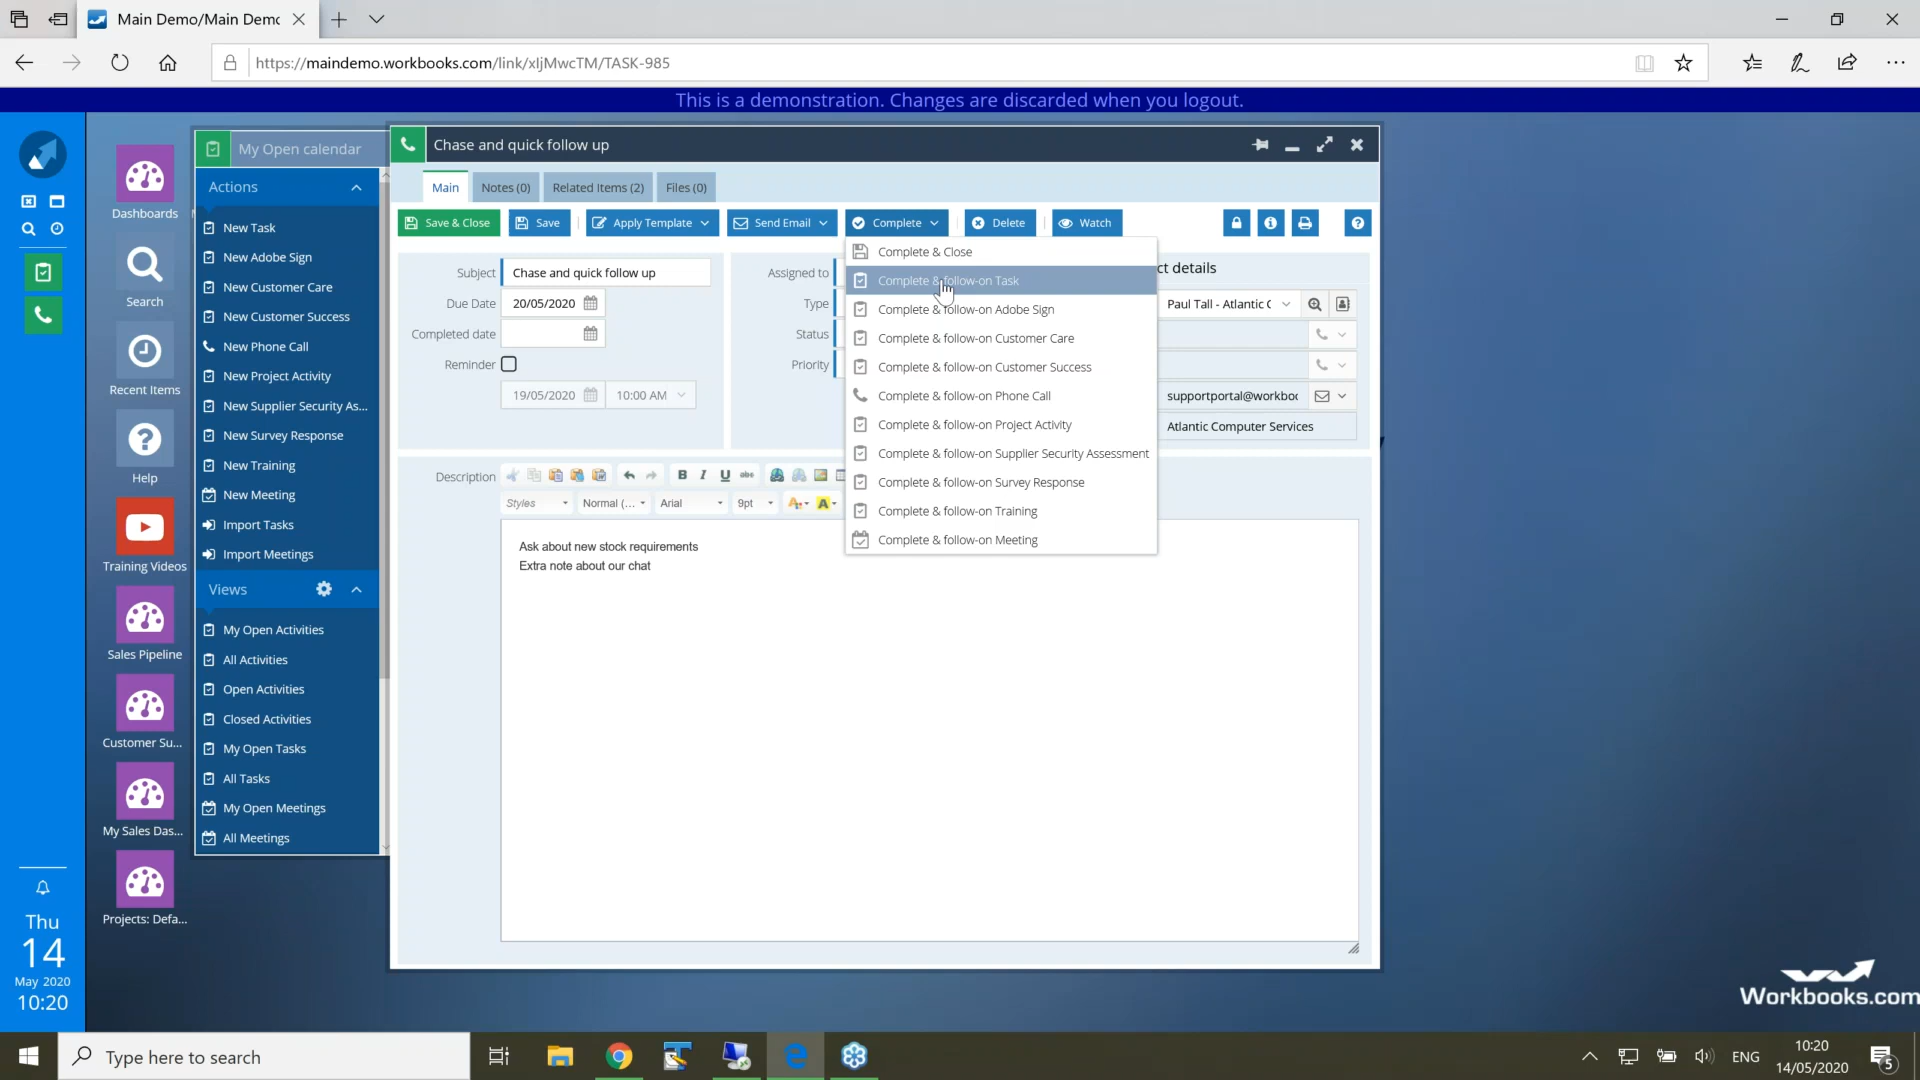 Main Demo/Main Demc
https://maindemo.workbooks.com/link/xljMwcTM/TASK-985
This is a demonstration. Changes are discarded when you logout.
Dashboards
Search
Recent Items
Help
Training Videos
Sales Pipeline
Customer Su...
My Sales Das...
Projects: Defa...
Thu
14
May 2020
10:20
My Open calendar
Actions
New Task
New Adobe Sign
New Customer Care
New Customer Success
New Phone Call
New Project Activity
New Supplier Security As...
New Survey Response
New Training
New Meeting
Import Tasks
Import Meetings
Views
My Open Activities
All Activities
Open Activities
Closed Activities
My Open Tasks
All Tasks
My Open Meetings
All Meetings
Chase and quick follow up
Main
Notes (0)
Related Items (2)
Files (0)
Save & Close
Save
Apply Template
Send Email
Complete
Delete
Watch
Subject
Chase and quick follow up
Due Date
20/05/2020
Completed date
Reminder
19/05/2020
10:00 AM
Assigned to
Type
Status
Priority
Complete & Close
Complete & follow-on Task
Complete & follow-on Adobe Sign
Complete & follow-on Customer Care
Complete & follow-on Customer Success
Complete & follow-on Phone Call
Complete & follow-on Project Activity
Complete & follow-on Supplier Security Assessment
Complete & follow-on Survey Response
Complete & follow-on Training
Complete & follow-on Meeting
ct details
Paul Tall - Atlantic C
supportportal@workboc
Atlantic Computer Services
Description
B I U abc
Styles
Normal (...
Arial
9pt
A
A
Ask about new stock requirements
Extra note about our chat
Workbooks.com
Type here to search
ENG
10:20
14/05/2020
5